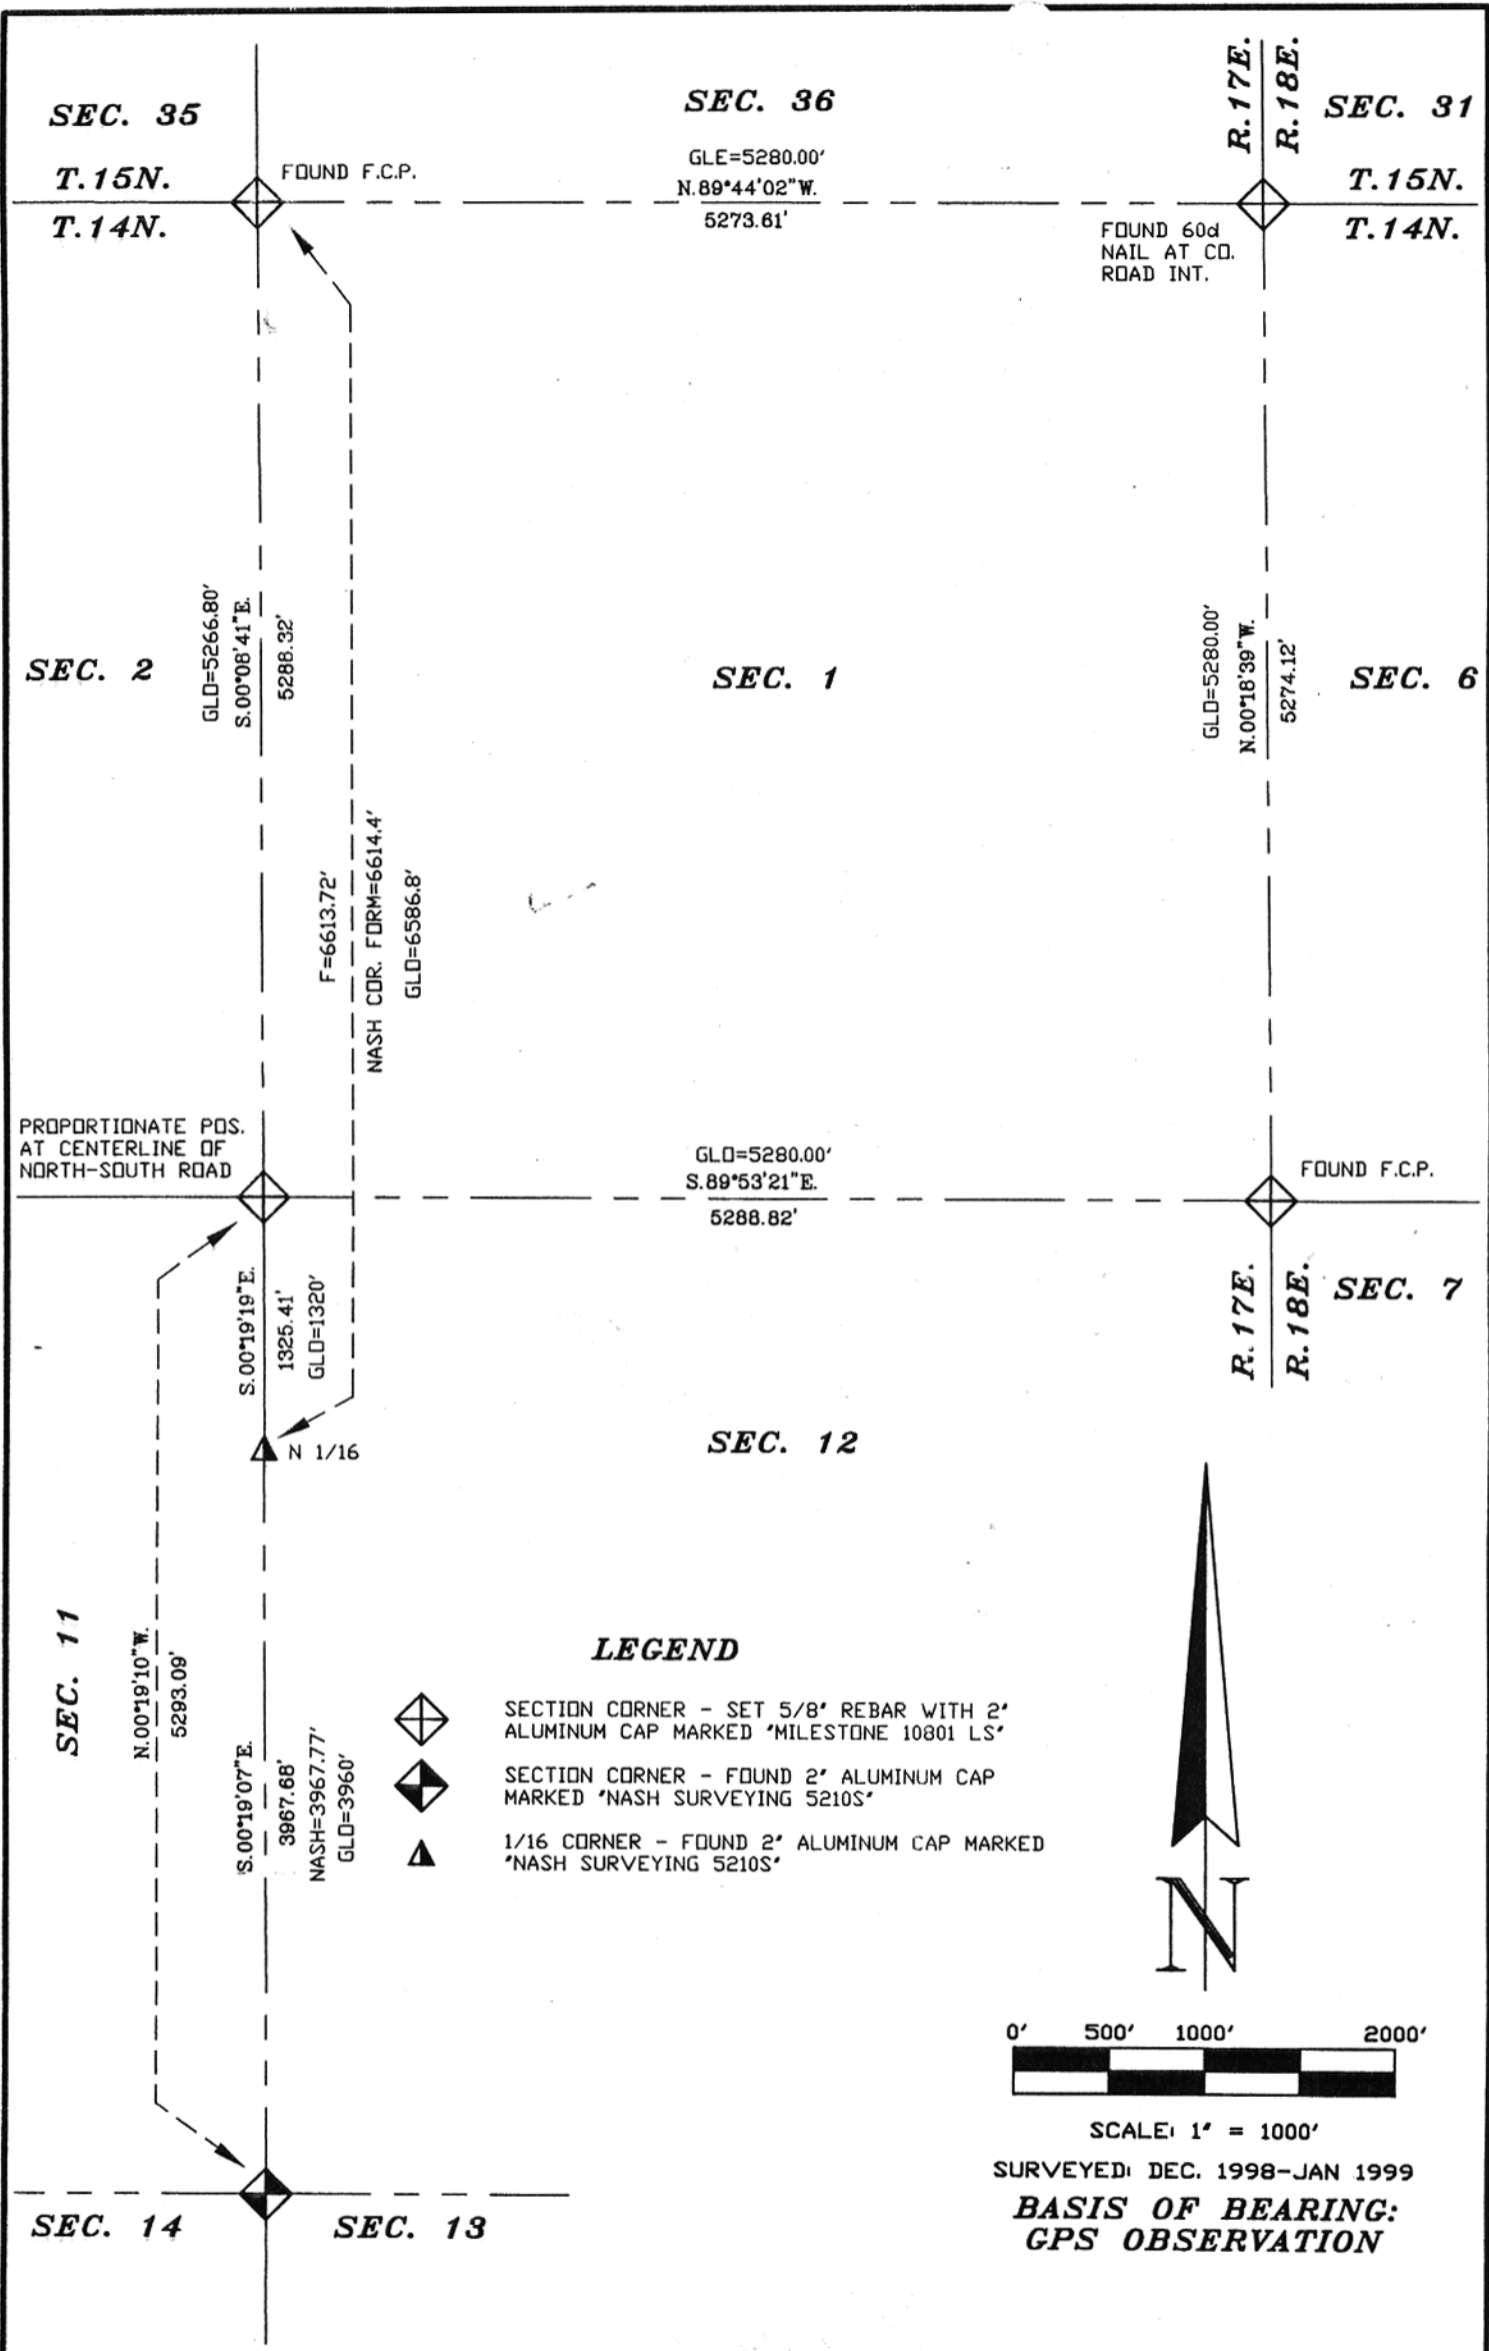 SEC. 35
SEC. 36
R.17E.
R.18E.
SEC. 31
T.15N.
FOUND F.C.P.
GLE=5280.00'
N.89°44'02"W.
5273.61'
T.15N.
T.14N.
FOUND 60d
NAIL AT CO.
ROAD INT.
T.14N.
SEC. 2
GLO=5266.80'
S.00°08'41"E.
5288.32'
SEC. 1
GLO=5280.00'
N.00°18'39"W.
5274.12'
SEC. 6
F=6613.72'
NASH COR. FORM=6614.4'
GLO=6586.8'
PROPORTIONATE POS.
AT CENTERLINE OF
NORTH-SOUTH ROAD
GLO=5280.00'
S.89°53'21"E.
5288.82'
FOUND F.C.P.
S.00°19'19"E.
1325.41'
GLO=1320'
R.17E.
R.18E.
SEC. 7
N 1/16
SEC. 12
SEC. 11
N.00°19'10"W.
5293.09'
S.00°19'07"E.
3967.68'
NASH=3967.77'
GLO=3960'
LEGEND
SECTION CORNER - SET 5/8" REBAR WITH 2"
ALUMINUM CAP MARKED "MILESTONE 10801 LS"
SECTION CORNER - FOUND 2" ALUMINUM CAP
MARKED "NASH SURVEYING 5210S"
1/16 CORNER - FOUND 2" ALUMINUM CAP MARKED
"NASH SURVEYING 5210S"
N
0' 500' 1000' 2000'
SCALE: 1" = 1000'
SURVEYED: DEC. 1998-JAN 1999
BASIS OF BEARING:
GPS OBSERVATION
SEC. 14
SEC. 13